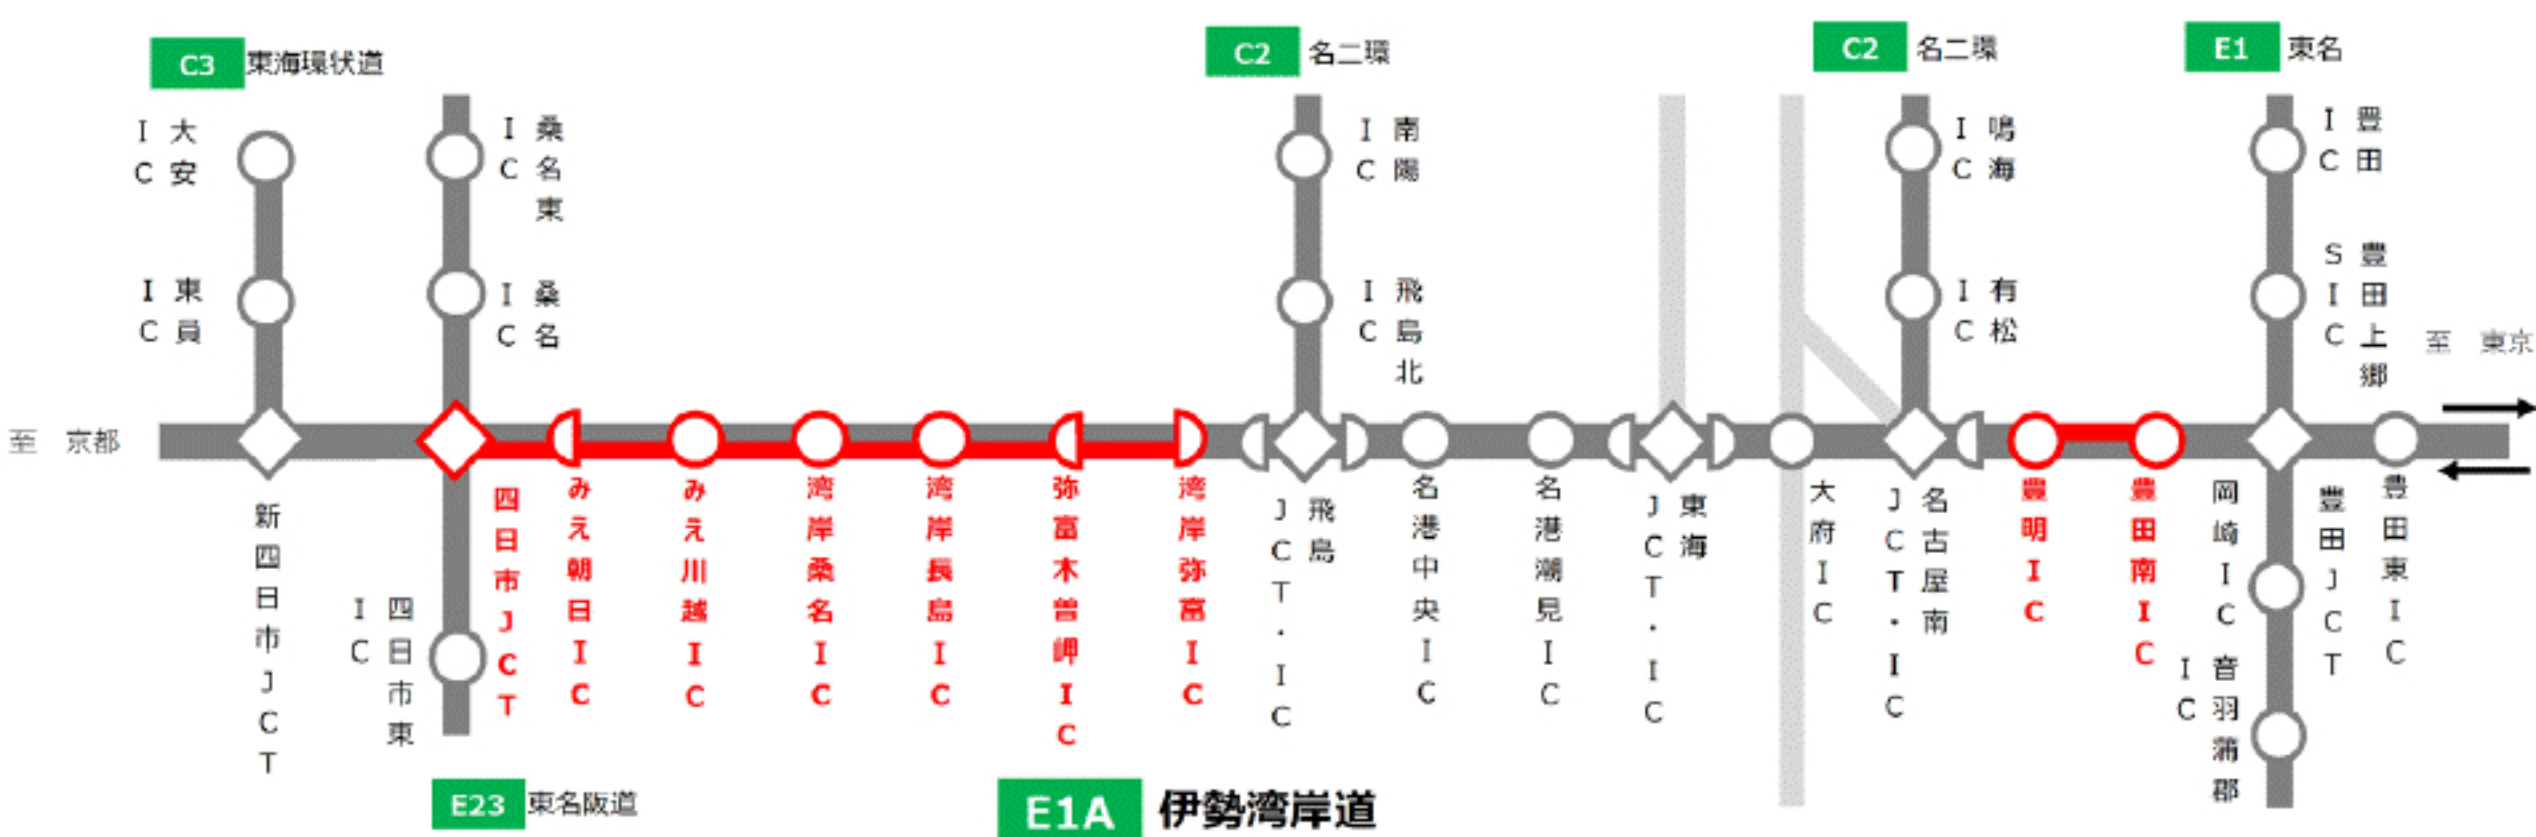 C3 東海環状道
C2 名二環
C2 名二環
E1 東名
大安IC
桑名東IC
南陽IC
鳴海IC
豊田IC
東員IC
桑名IC
飛島北IC
有松IC
豊田上郷SIC
至 東京
至 京都
新四日市JCT
四日市東IC
四日市JCT
みえ朝日IC
みえ川越IC
湾岸桑名IC
湾岸長島IC
弥富木曽岬IC
湾岸弥富IC
飛島JCT・IC
名港中央IC
名港潮見IC
東海JCT・IC
大府IC
名古屋南JCT・IC
豊明IC
豊田南IC
岡崎IC
豊田JCT
豊田東IC
音羽蒲郡IC
E23 東名阪道
E1A 伊勢湾岸道